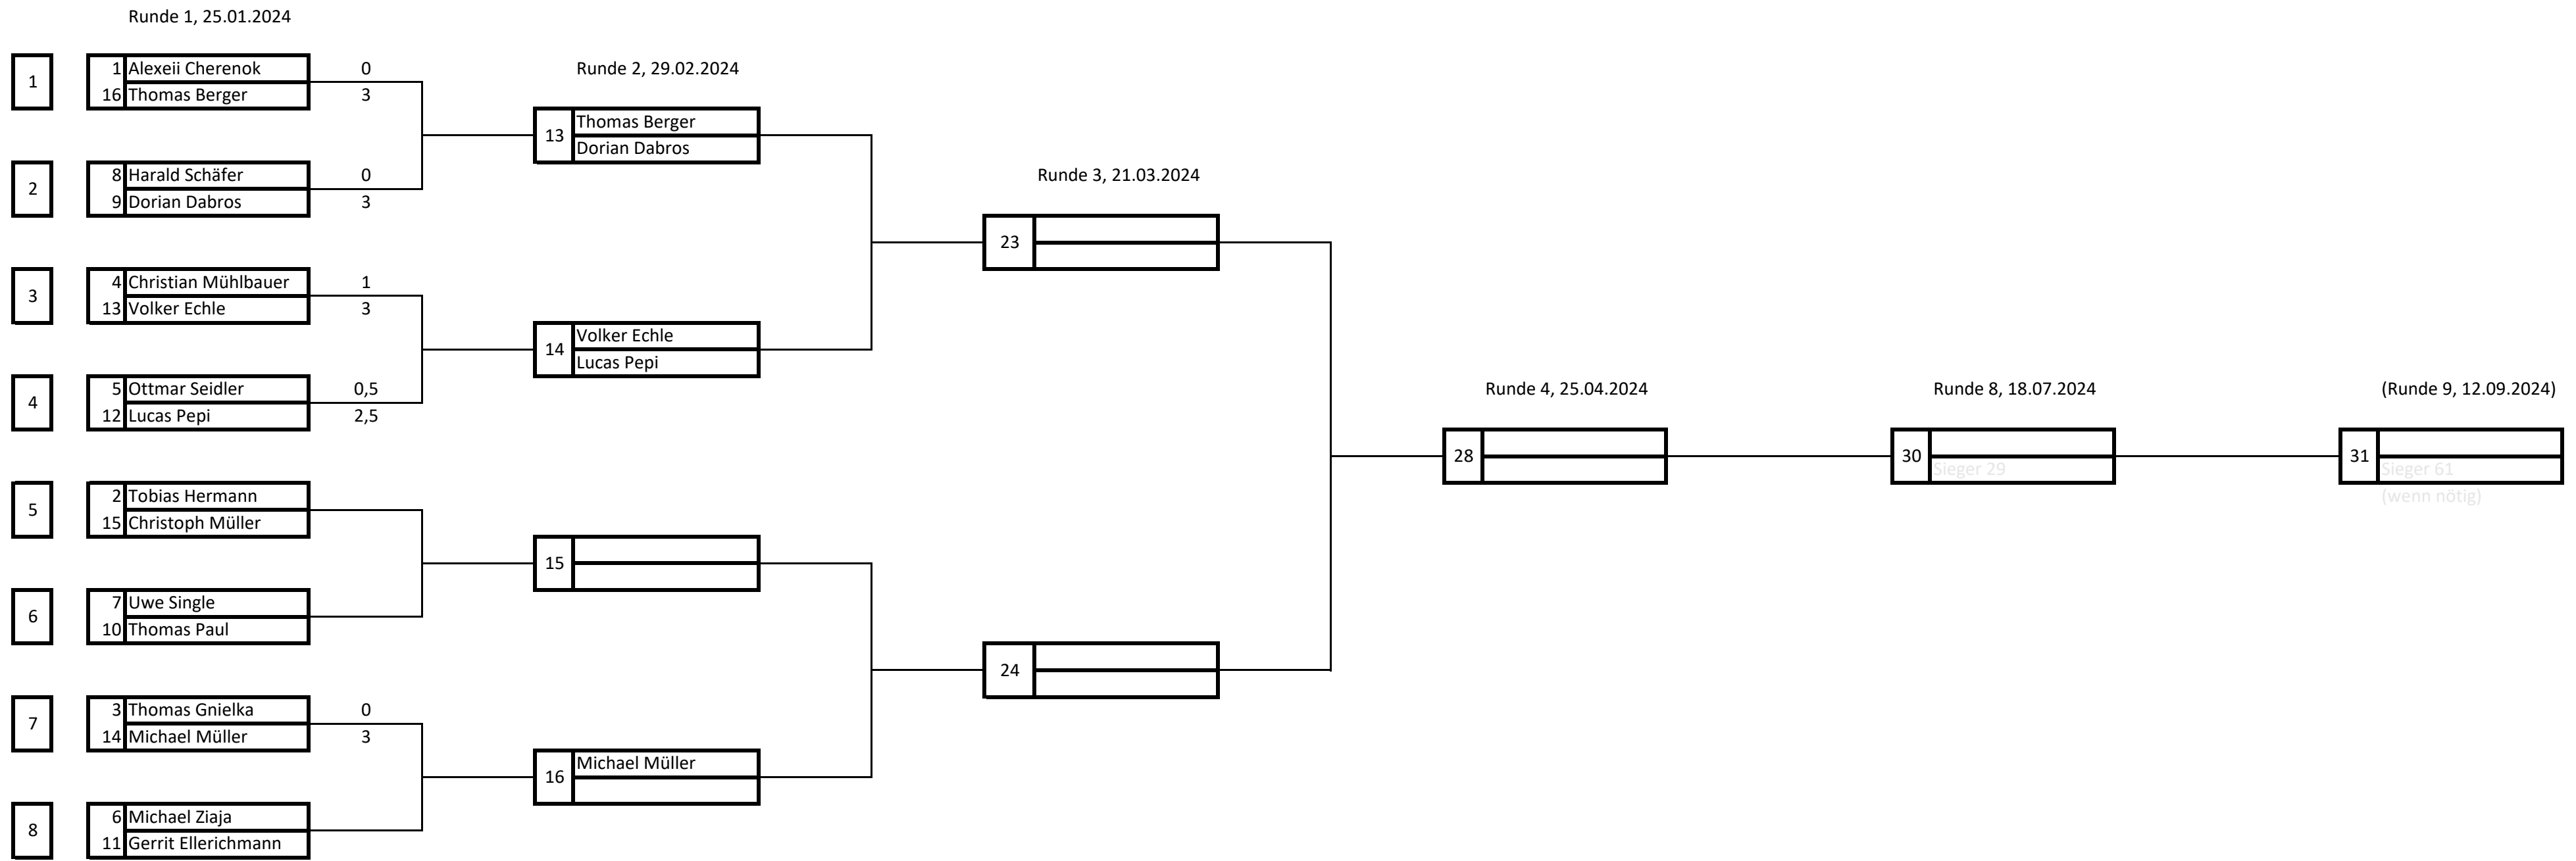 Runde 1, 25.01.2024
1
1 Alexeii Cherenok 0
16 Thomas Berger 3
2
8 Harald Schäfer 0
9 Dorian Dabros 3
3
4 Christian Mühlbauer 1
13 Volker Echle 3
4
5 Ottmar Seidler 0,5
12 Lucas Pepi 2,5
5
2 Tobias Hermann
15 Christoph Müller
6
7 Uwe Single
10 Thomas Paul
7
3 Thomas Gnielka 0
14 Michael Müller 3
8
6 Michael Ziaja
11 Gerrit Ellerichmann
Runde 2, 29.02.2024
13
Thomas Berger
Dorian Dabros
14
Volker Echle
Lucas Pepi
15
16
Michael Müller
Runde 3, 21.03.2024
23
24
Runde 4, 25.04.2024
28
Runde 8, 18.07.2024
30
Sieger 29
(Runde 9, 12.09.2024)
31
Sieger 61
(wenn nötig)